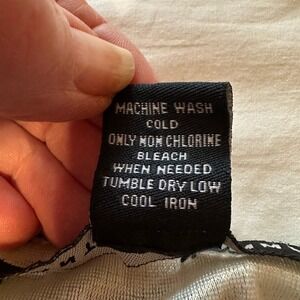 MACHINE WASH
COLD
ONLY NON CHLORINE
BLEACH
WHEN NEEDED
TUMBLE DRY LOW
COOL IRON